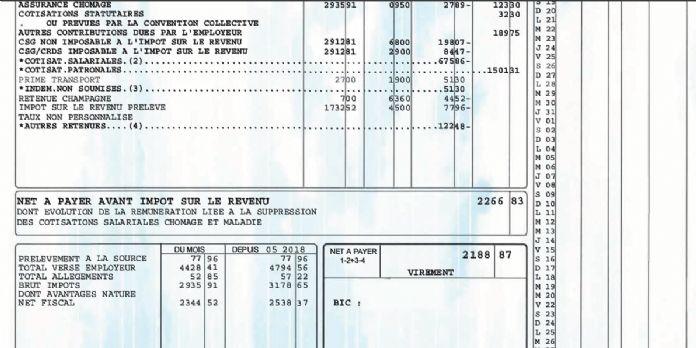 ASSURANCE CHOMAGE 293591 0950 2789- 12330
COTISATIONS STATUTAIRES 3230
. OU PREVUES PAR LA CONVENTION COLLECTIVE
AUTRES CONTRIBUTIONS DUES PAR L'EMPLOYEUR 18975
CSG NON IMPOSABLE A L'IMPOT SUR LE REVENU 291281 6800 19807-
CSG/CRDS IMPOSABLE A L'IMPOT SUR LE REVENU 291281 2900 8447-
*COTISAT.SALARIALES.(2) 67586-
*COTISAT.PATRONALES. 150131
PRIME TRANSPORT 2700 1900 5130
*INDEM.NON SOUMISES.(3) 5130
RETENUE CHAMPAGNE 700 6360 4452-
IMPOT SUR LE REVENU PRELEVE 173252 4500 7796-
TAUX NON PERSONNALISE
*AUTRES RETENUES...(4) 12248-
NET A PAYER AVANT IMPOT SUR LE REVENU 2266 83
DONT EVOLUTION DE LA REMUNERATION LIEE A LA SUPPRESSION
DES COTISATIONS SALARIALES CHOMAGE ET MALADIE
DU MOIS DEPUIS 05 2018
PRELEVEMENT A LA SOURCE 77 96 77 96
TOTAL VERSE EMPLOYEUR 4428 41 4794 56
TOTAL ALLEGEMENTS 52 85 57 22
BRUT IMPOTS 2935 91 3178 65
DONT AVANTAGES NATURE
NET FISCAL 2344 52 2538 37
NET A PAYER 2188 87
1-2+3-4
VIREMENT
BIC :
S 19
D 20
L 21
M 22
M 23
J 24
V 25
S 26
D 27
L 28
M 29
M 30
J 31
V 01
S 02
D 03
L 04
M 05
M 06
J 07
V 08
S 09
D 10
L 11
M 12
M 13
J 14
V 15
S 16
D 17
L 18
M 19
M 20
J 21
V 22
S 23
D 24
L 25
M 26